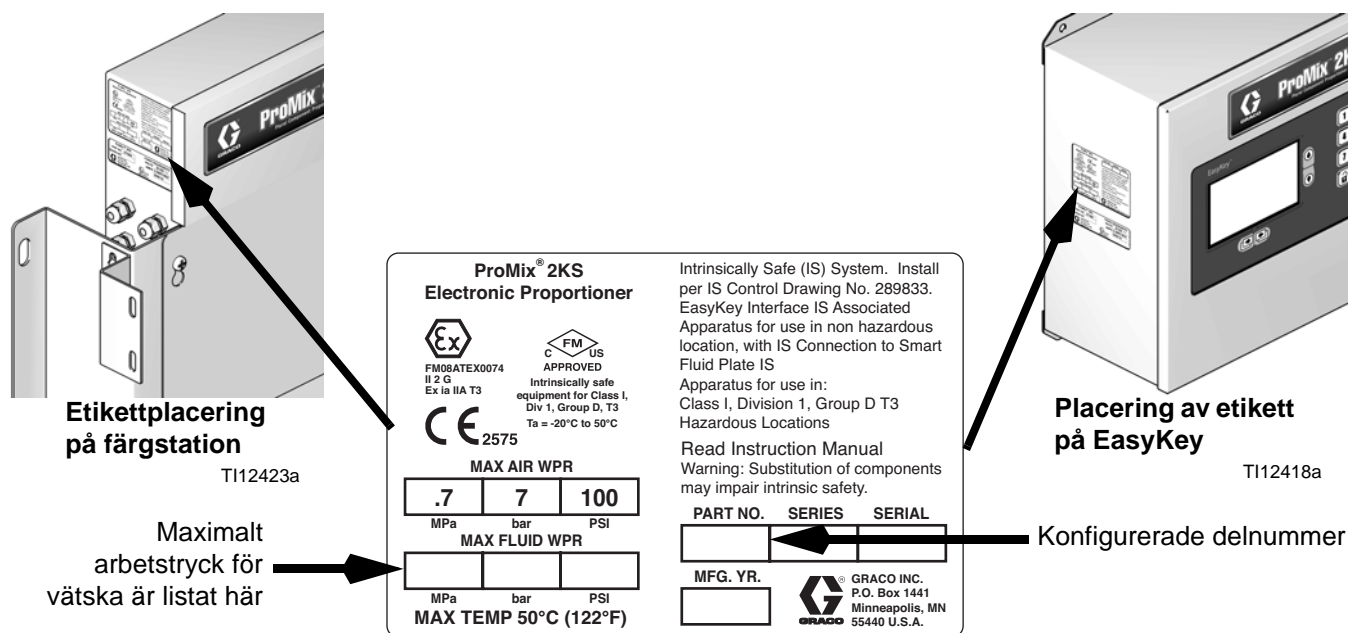 ProMix
GRACO
ProMix 2K
GRACO
EasyKey
Etikettplacering
på färgstation
TI12423a
Placering av etikett
på EasyKey
TI12418a
Maximalt
arbetstryck för
vätska är listat här
Konfigurerade delnummer
ProMix® 2KS
Electronic Proportioner
Ex
FM08ATEX0074
II 2 G
Ex ia IIA T3
CE 2575
FM
C US
APPROVED
Intrinsically safe
equipment for Class I,
Div 1, Group D, T3
Ta = -20°C to 50°C
MAX AIR WPR
.7 7 100
MPa bar PSI
MAX FLUID WPR
MPa bar PSI
MAX TEMP 50°C (122°F)
Intrinsically Safe (IS) System. Install
per IS Control Drawing No. 289833.
EasyKey Interface IS Associated
Apparatus for use in non hazardous
location, with IS Connection to Smart
Fluid Plate IS
Apparatus for use in:
Class I, Division 1, Group D T3
Hazardous Locations
Read Instruction Manual
Warning: Substitution of components
may impair intrinsic safety.
PART NO. SERIES SERIAL
MFG. YR.
GRACO
®
GRACO INC.
P.O. Box 1441
Minneapolis, MN
55440 U.S.A.